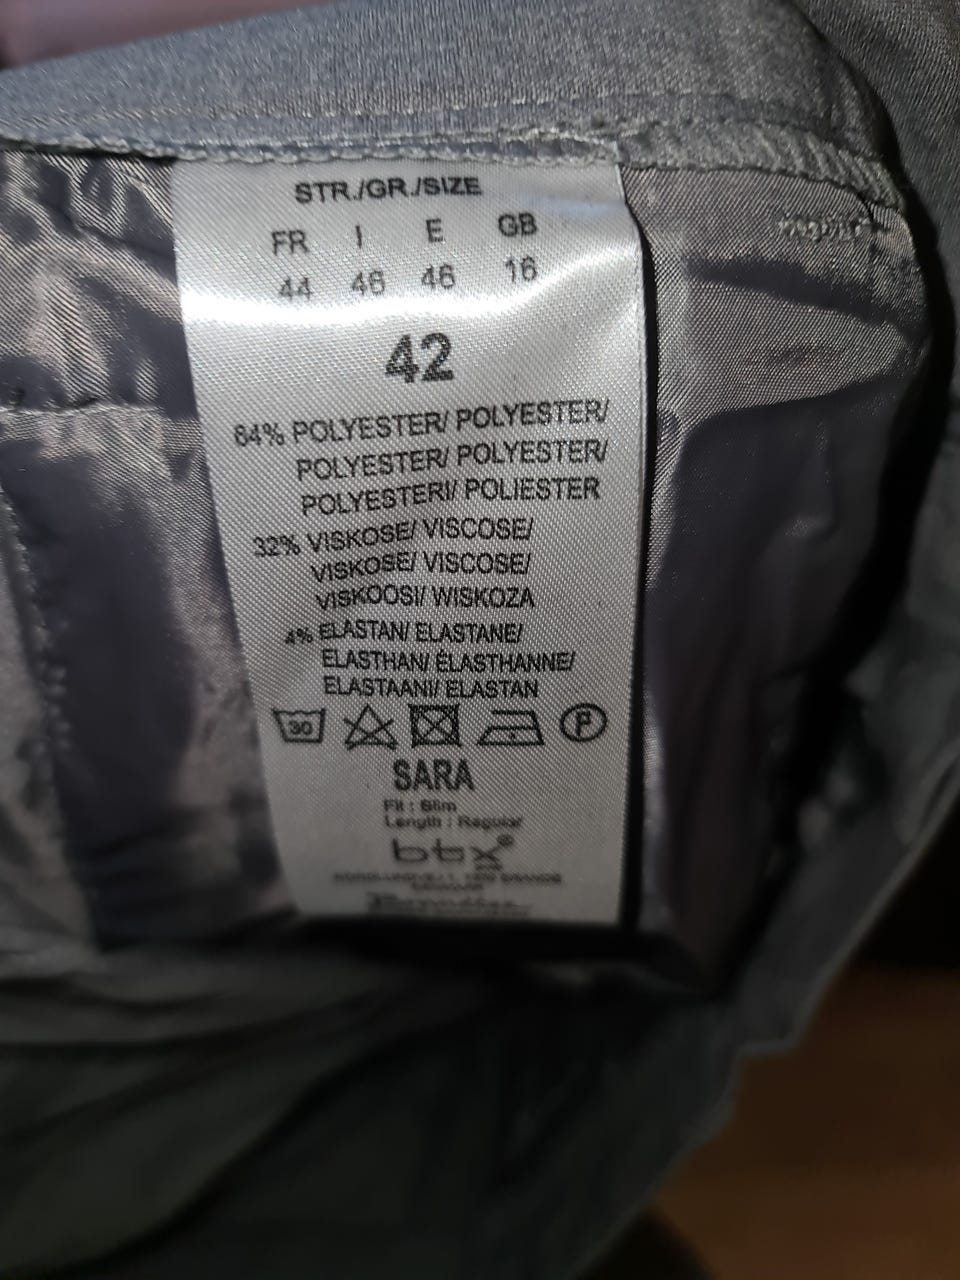 STR./GR./SIZE
FR I E GB
44 46 46 16
42
64% POLYESTER/ POLYESTER/
POLYESTER/ POLYESTER/
POLYESTERI/ POLIESTER
32% VISKOSE/ VISCOSE/
VISKOSE/ VISCOSE/
VISKOOSI/ WISKOZA
4% ELASTAN/ ELASTANE/
ELASTHAN/ ÉLASTHANNE/
ELASTAANI/ ELASTAN
30 P
SARA
Fit : Slim
Length : Regular
btx®